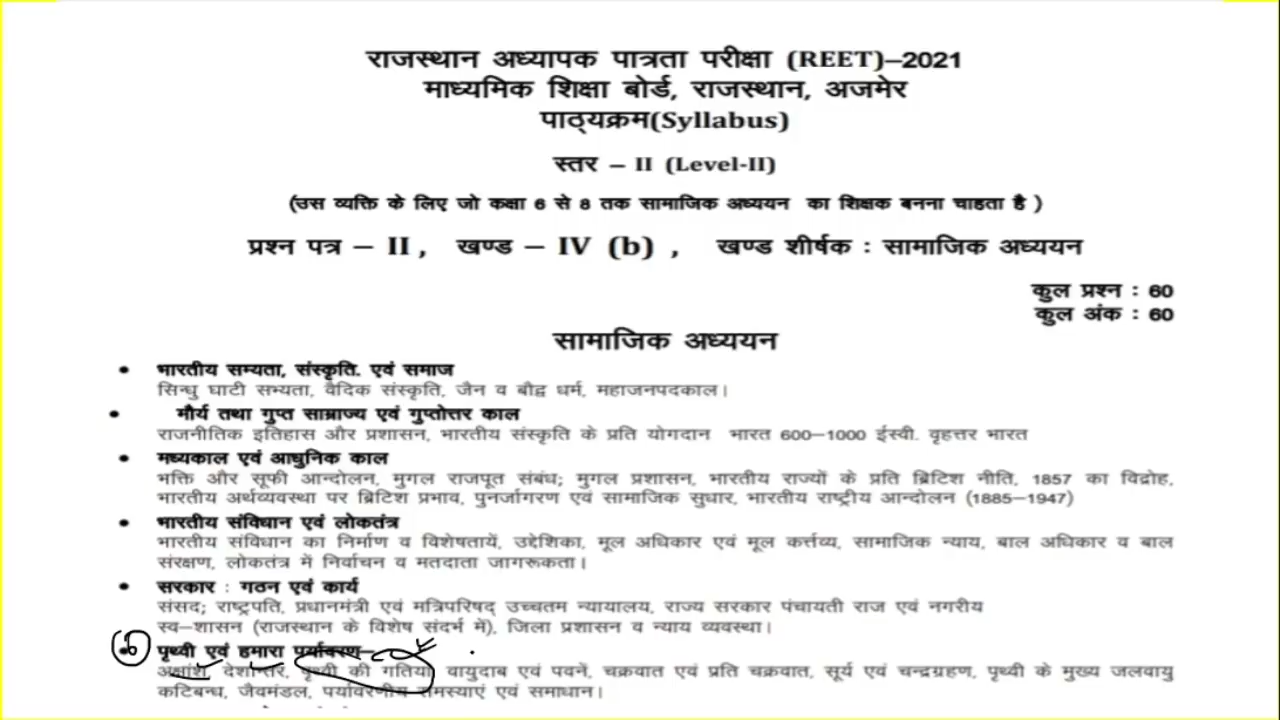 राजस्थान अध्यापक पात्रता परीक्षा (REET)–2021
माध्यमिक शिक्षा बोर्ड, राजस्थान, अजमेर
पाठ्यक्रम(Syllabus)
स्तर – II (Level-II)
(उस व्यक्ति के लिए जो कक्षा 6 से 8 तक सामाजिक अध्ययन का शिक्षक बनना चाहता है )
प्रश्न पत्र – II , खण्ड – IV (b) , खण्ड शीर्षक : सामाजिक अध्ययन
कुल प्रश्न : 60
कुल अंक : 60
सामाजिक अध्ययन
• भारतीय सभ्यता, संस्कृति. एवं समाज
सिन्धु घाटी सभ्यता, वैदिक संस्कृति, जैन व बौद्व धर्म, महाजनपदकाल।
• मौर्य तथा गुप्त साम्राज्य एवं गुप्तोत्तर काल
राजनीतिक इतिहास और प्रशासन, भारतीय संस्कृति के प्रति योगदान भारत 600–1000 ईस्वी. वृहत्तर भारत
• मध्यकाल एवं आधुनिक काल
भक्ति और सूफी आन्दोलन, मुगल राजपूत संबंध; मुगल प्रशासन, भारतीय राज्यों के प्रति ब्रिटिश नीति, 1857 का विद्रोह,
भारतीय अर्थव्यवस्था पर ब्रिटिश प्रभाव, पुनर्जागरण एवं सामाजिक सुधार, भारतीय राष्ट्रीय आन्दोलन (1885–1947)
• भारतीय संविधान एवं लोकतंत्र
भारतीय संविधान का निर्माण व विशेषतायें, उद्देशिका, मूल अधिकार एवं मूल कर्त्तव्य, सामाजिक न्याय, बाल अधिकार व बाल
संरक्षण, लोकतंत्र में निर्वाचन व मतदाता जागरूकता।
• सरकार : गठन एवं कार्य
संसद; राष्ट्रपति, प्रधानमंत्री एवं मत्रिपरिषद् उच्चतम न्यायालय, राज्य सरकार पंचायती राज एवं नगरीय
स्व–शासन (राजस्थान के विशेष संदर्भ में), जिला प्रशासन व न्याय व्यवस्था।
6 पृथ्वी एवं हमारा पर्यावरण–
अक्षांश, देशान्तर, पृथ्वी की गतियां वायुदाब एवं पवनें, चक्रवात एवं प्रति चक्रवात, सूर्य एवं चन्द्रग्रहण, पृथ्वी के मुख्य जलवायु
कटिबन्ध, जैवमंडल, पर्यावरणीय समस्याएं एवं समाधान।